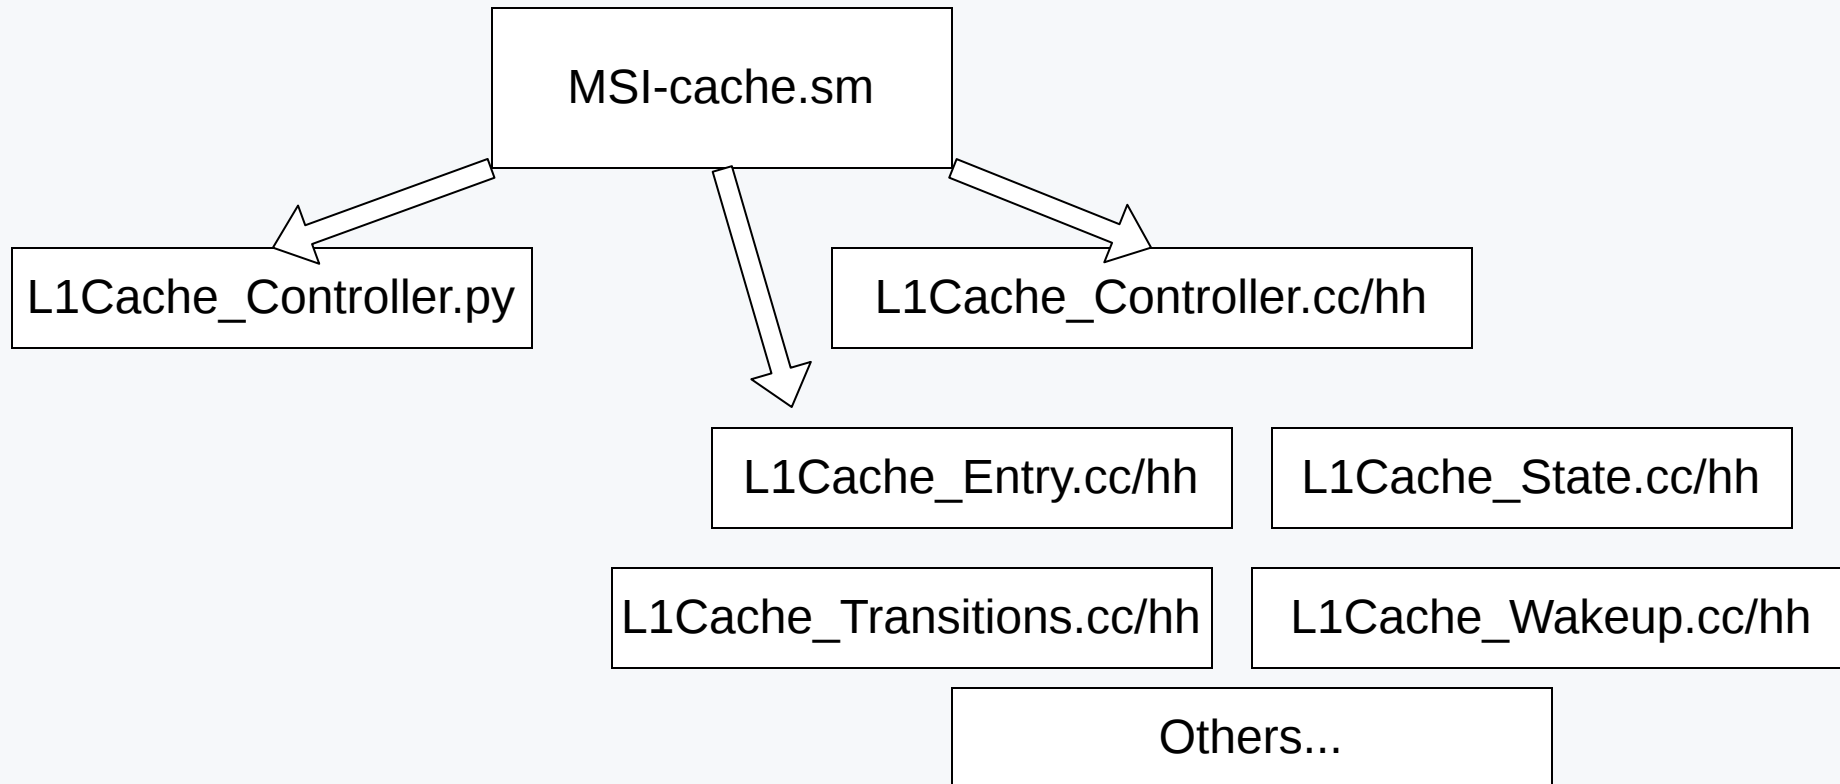 MSI-cache.sm
L1Cache_Controller.py
L1Cache_Controller.cc/hh
L1Cache_Entry.cc/hh
L1Cache_State.cc/hh
L1Cache_Transitions.cc/hh
L1Cache_Wakeup.cc/hh
Others...